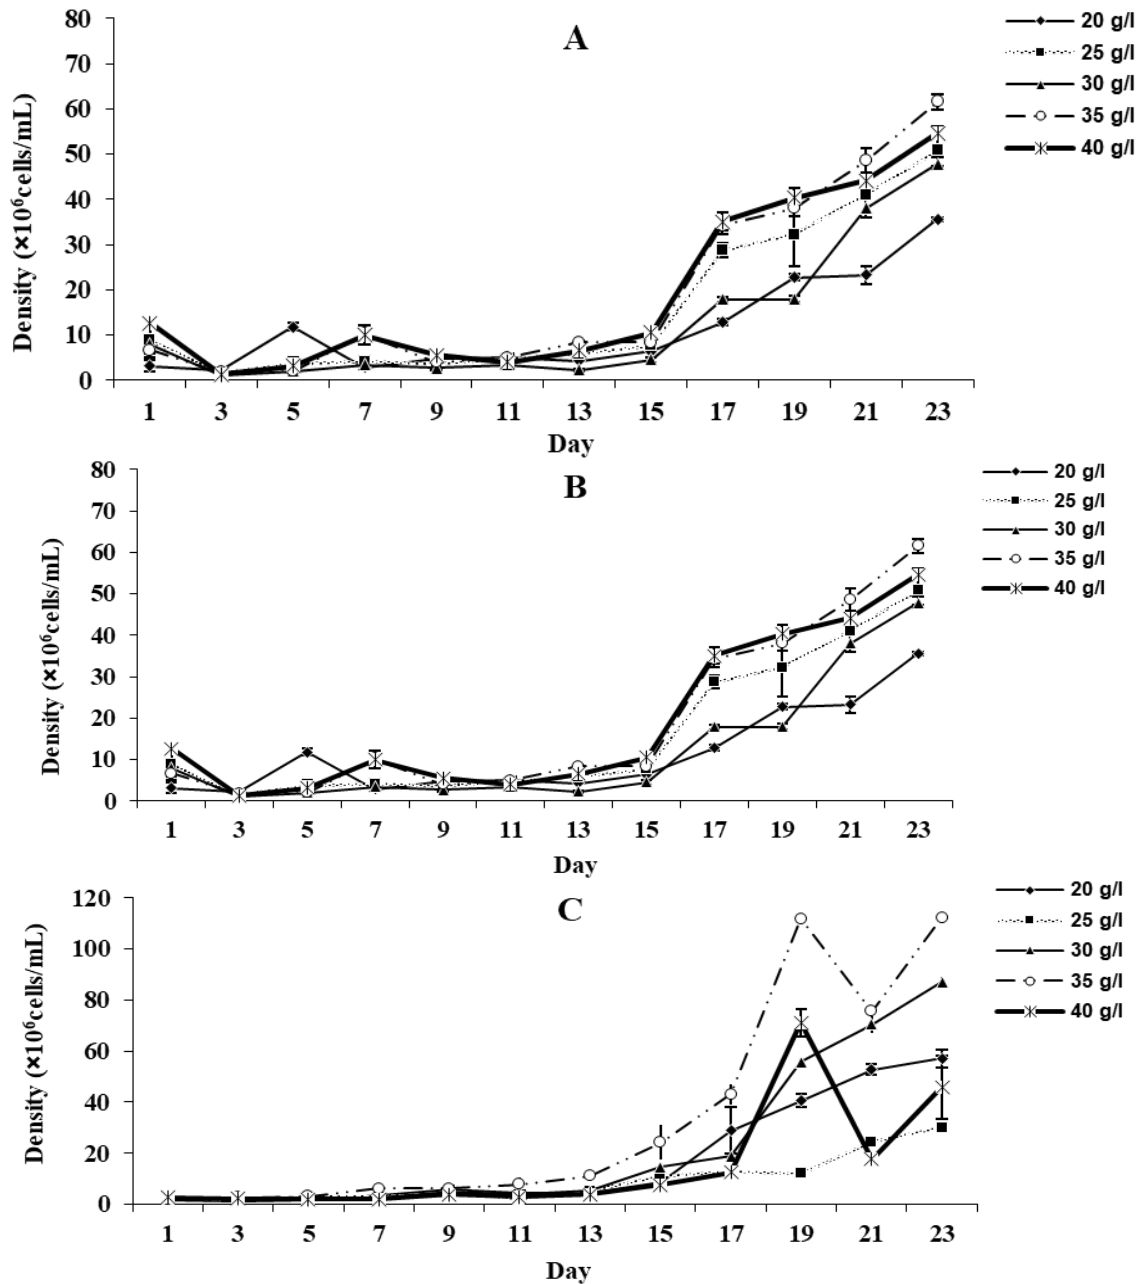 A
80
70
60
50
40
30
20
10
0
Density (×10⁶cells/mL)
1 3 5 7 9 11 13 15 17 19 21 23
Day
20 g/l
25 g/l
30 g/l
35 g/l
40 g/l
B
80
70
60
50
40
30
20
10
0
Density (×10⁶cells/mL)
1 3 5 7 9 11 13 15 17 19 21 23
Day
20 g/l
25 g/l
30 g/l
35 g/l
40 g/l
C
120
100
80
60
40
20
0
Density (×10⁶cells/mL)
1 3 5 7 9 11 13 15 17 19 21 23
Day
20 g/l
25 g/l
30 g/l
35 g/l
40 g/l